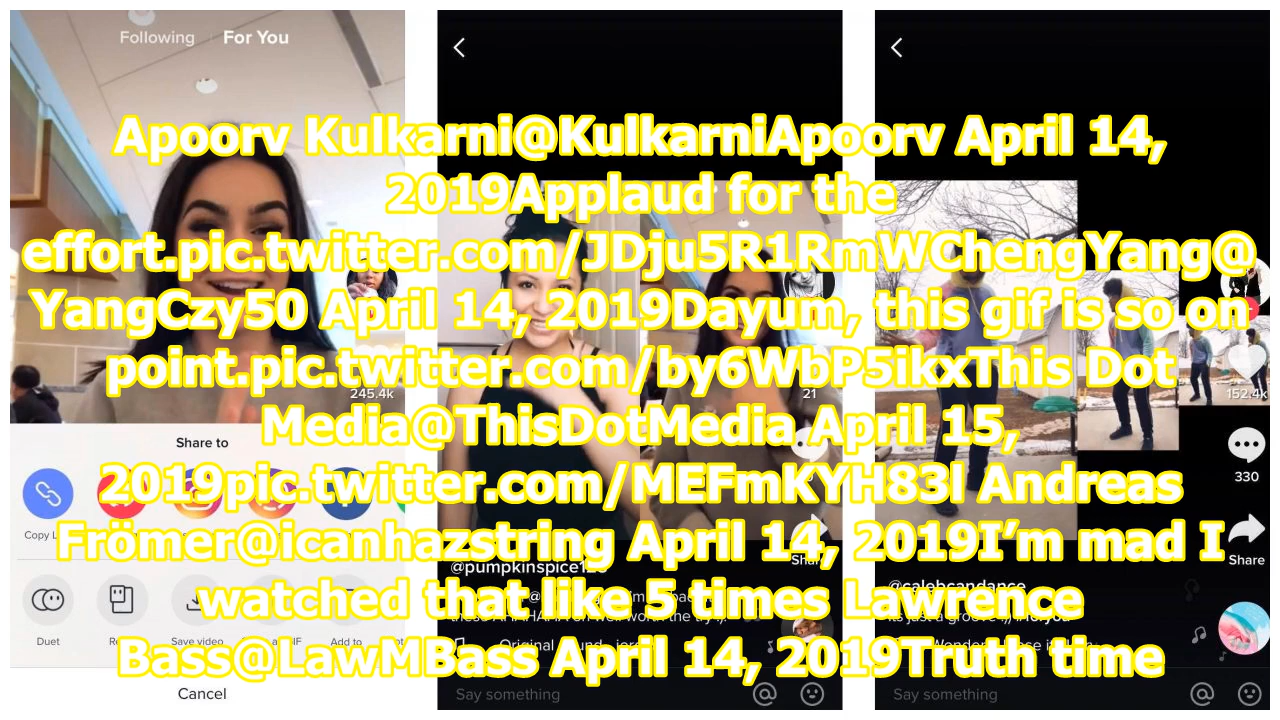 Following For You
Apoorv Kulkarni@KulkarniApoorv April 14,
2019Applaud for the
effort.pic.twitter.com/JDju5R1RmWChengYang@
YangCzy50 April 14, 2019Dayum, this gif is so on
point.pic.twitter.com/by6WbP5ikxThis Dot
Media@ThisDotMedia April 15,
2019pic.twitter.com/MEFmKYH83l Andreas
Frömer@icanhazstring April 14, 2019I’m mad I
watched that like 5 times Lawrence
Bass@LawMBass April 14, 2019Truth time
245.4k
Share to
Copy
Duet
Save video
Add to
Cancel
21
Share
Original sound
Say something
152.4k
330
Share
@calebcandance
Say something